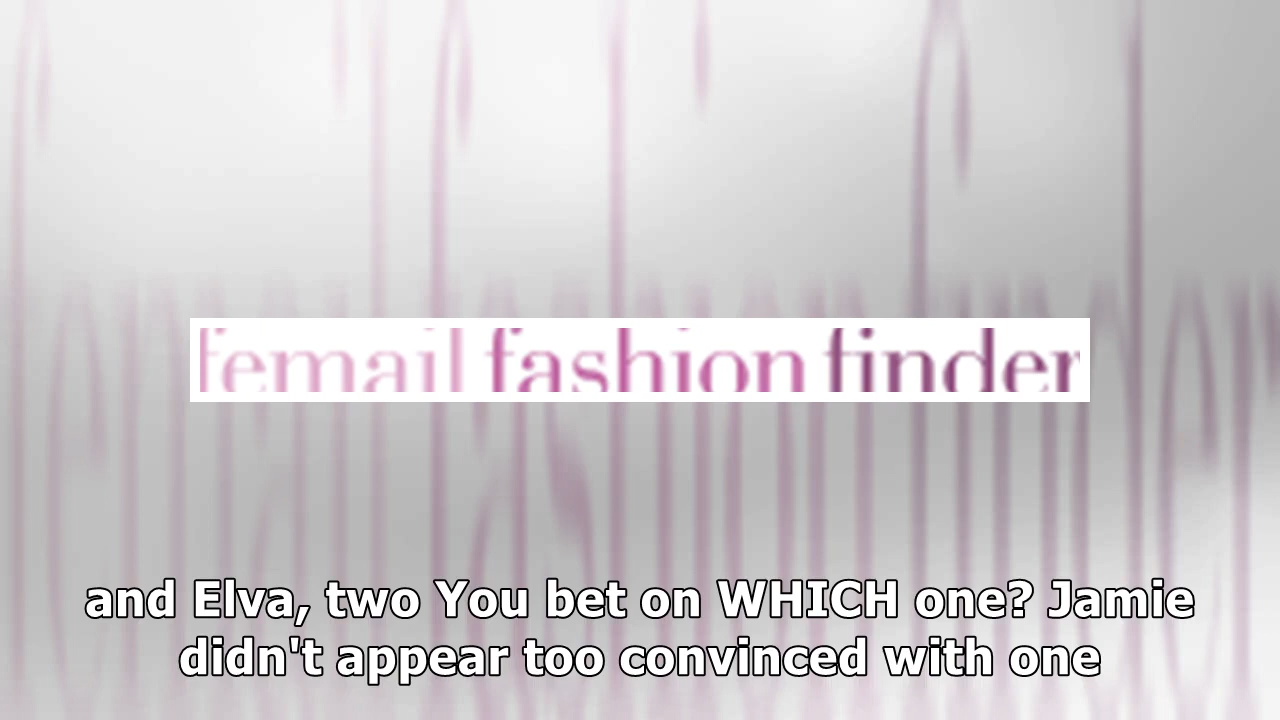 femail fashion finder
and Elva, two You bet on WHICH one? Jamie
didn't appear too convinced with one